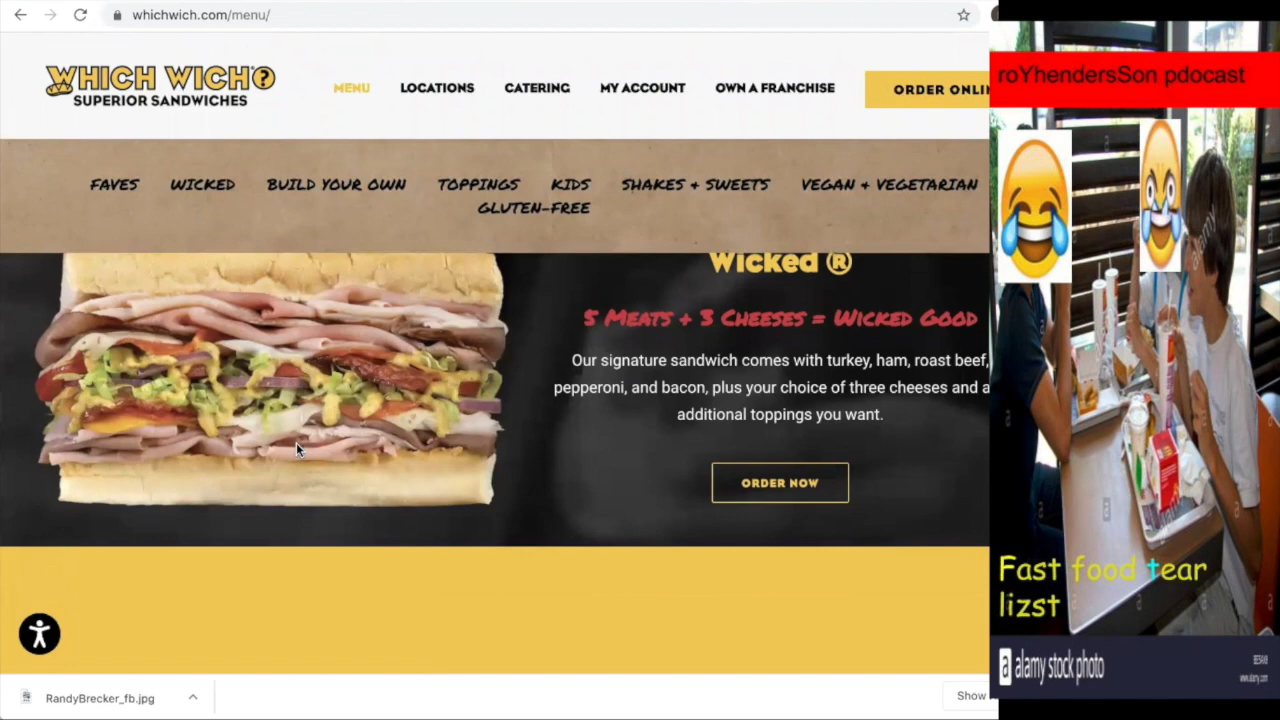 whichwich.com/menu/
WHICH WICH®
SUPERIOR SANDWICHES
MENU
LOCATIONS
CATERING
MY ACCOUNT
OWN A FRANCHISE
ORDER ONLI
roYhendersSon pdocast
FAVES
WICKED
BUILD YOUR OWN
TOPPINGS
KIDS
SHAKES + SWEETS
VEGAN + VEGETARIAN
GLUTEN-FREE
Wicked ®
5 MEATS + 3 CHEESES = WICKED GOOD
Our signature sandwich comes with turkey, ham, roast beef,
pepperoni, and bacon, plus your choice of three cheeses and a
additional toppings you want.
ORDER NOW
Fast food tear
lizst
a alamy stock photo
www.alamy.com
RandyBrecker_fb.jpg
Show